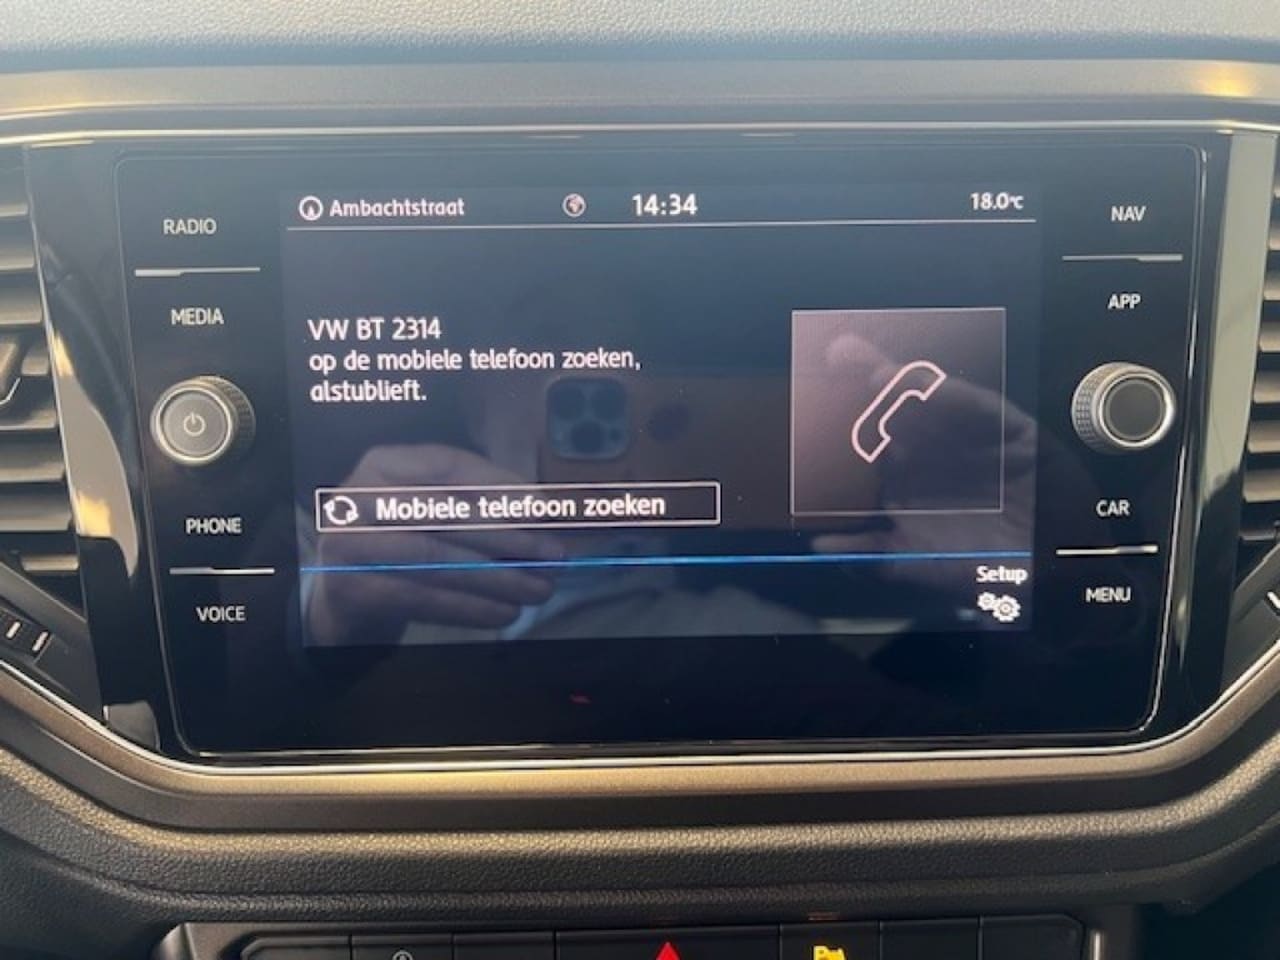 Ambachtstraat
14:34
18.0°C
RADIO
MEDIA
PHONE
VOICE
VW BT 2314
op de mobiele telefoon zoeken,
alstublieft.
Mobiele telefoon zoeken
Setup
NAV
APP
CAR
MENU